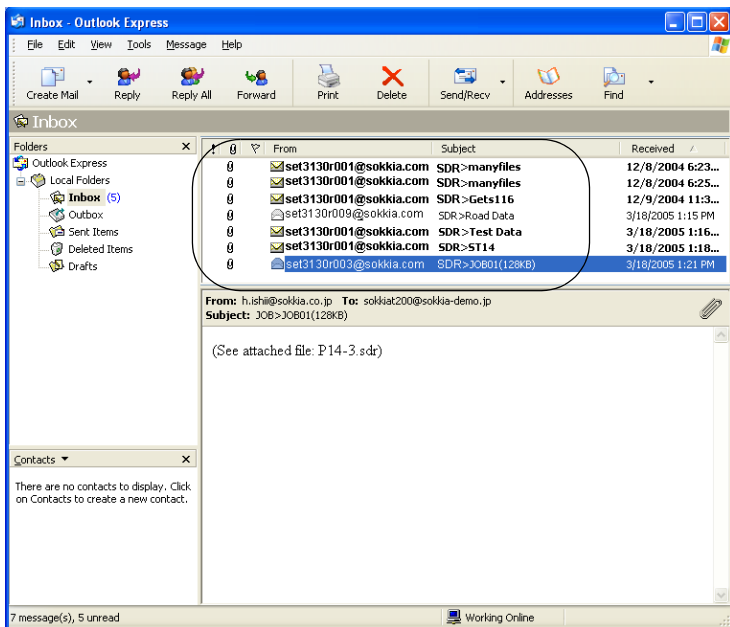 Inbox - Outlook Express
File Edit View Tools Message Help
Create Mail Reply Reply All Forward Print Delete Send/Recv Addresses Find
Inbox
Folders
Outlook Express
Local Folders
Inbox (5)
Outbox
Sent Items
Deleted Items
Drafts
! From Subject Received
set3130r001@sokkia.com SDR>manyfiles 12/8/2004 6:23...
set3130r001@sokkia.com SDR>manyfiles 12/8/2004 6:25...
set3130r001@sokkia.com SDR>Gets116 12/9/2004 11:3...
set3130r009@sokkia.com SDR>Road Data 3/18/2005 1:15 PM
set3130r001@sokkia.com SDR>Test Data 3/18/2005 1:16...
set3130r001@sokkia.com SDR>ST14 3/18/2005 1:18...
set3130r003@sokkia.com SDR>JOB01(128KB) 3/18/2005 1:21 PM
From: h.ishii@sokkia.co.jp To: sokkiat200@sokkia-demo.jp
Subject: JOB>JOB01(128KB)
(See attached file: P14-3.sdr)
Contacts
There are no contacts to display. Click
on Contacts to create a new contact.
7 message(s), 5 unread
Working Online